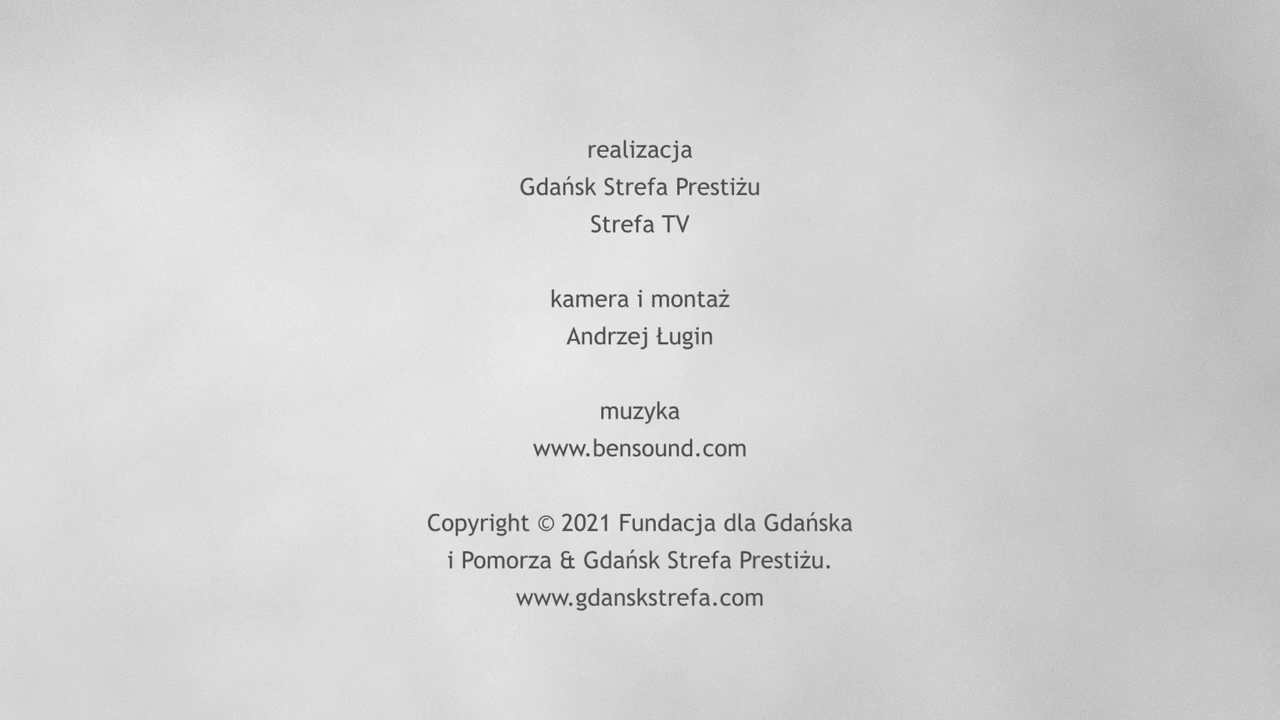 realizacja
Gdańsk Strefa Prestiżu
Strefa TV
kamera i montaż
Andrzej Ługin
muzyka
www.bensound.com
Copyright © 2021 Fundacja dla Gdańska
i Pomorza & Gdańsk Strefa Prestiżu.
www.gdanskstrefa.com